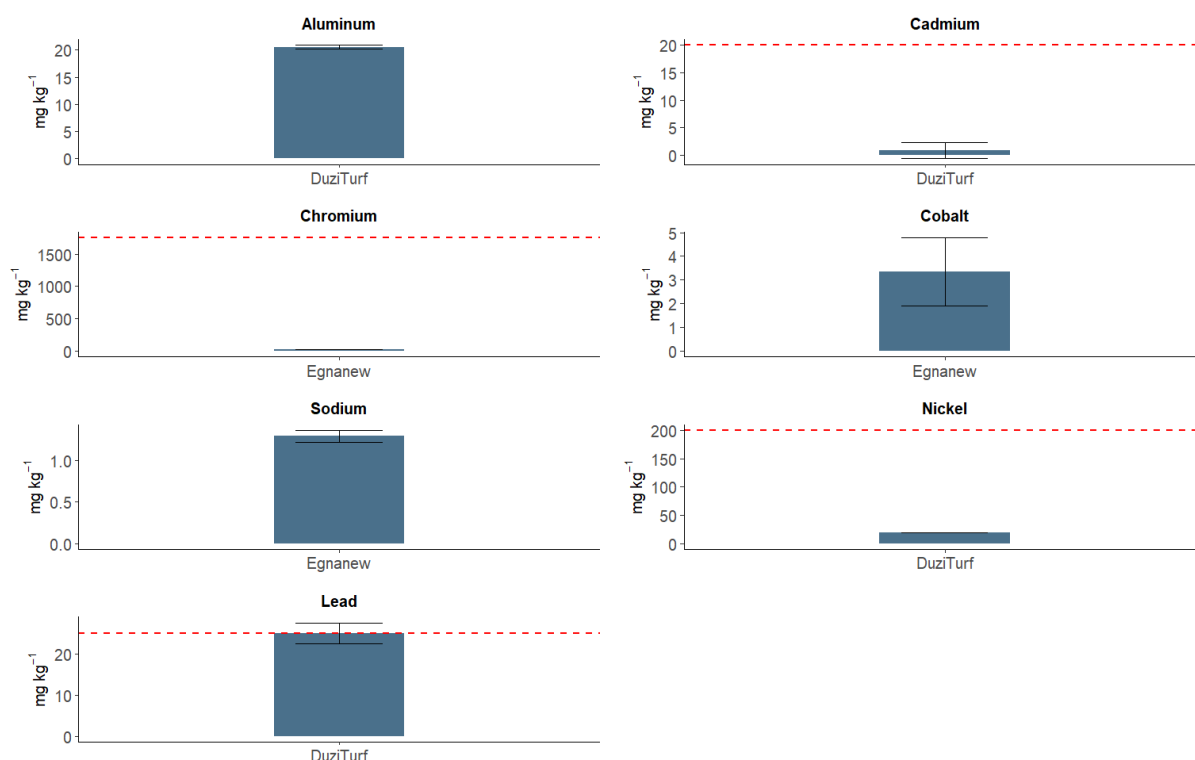 Aluminum
mg kg⁻¹
20
15
10
5
0
DuziTurf
Cadmium
mg kg⁻¹
20
15
10
5
0
DuziTurf
Chromium
mg kg⁻¹
1500
1000
500
0
Egnanew
Cobalt
mg kg⁻¹
5
4
3
2
1
0
Egnanew
Sodium
mg kg⁻¹
1.0
0.5
0.0
Egnanew
Nickel
mg kg⁻¹
200
150
100
50
0
DuziTurf
Lead
mg kg⁻¹
20
10
0
DuziTurf